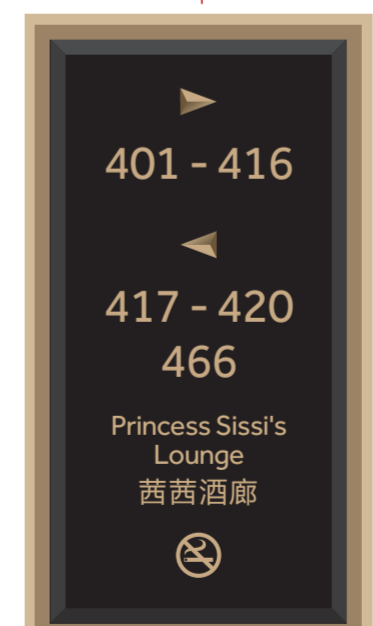 401 - 416
417 - 420
466
Princess Sissi's
Lounge
茜茜酒廊